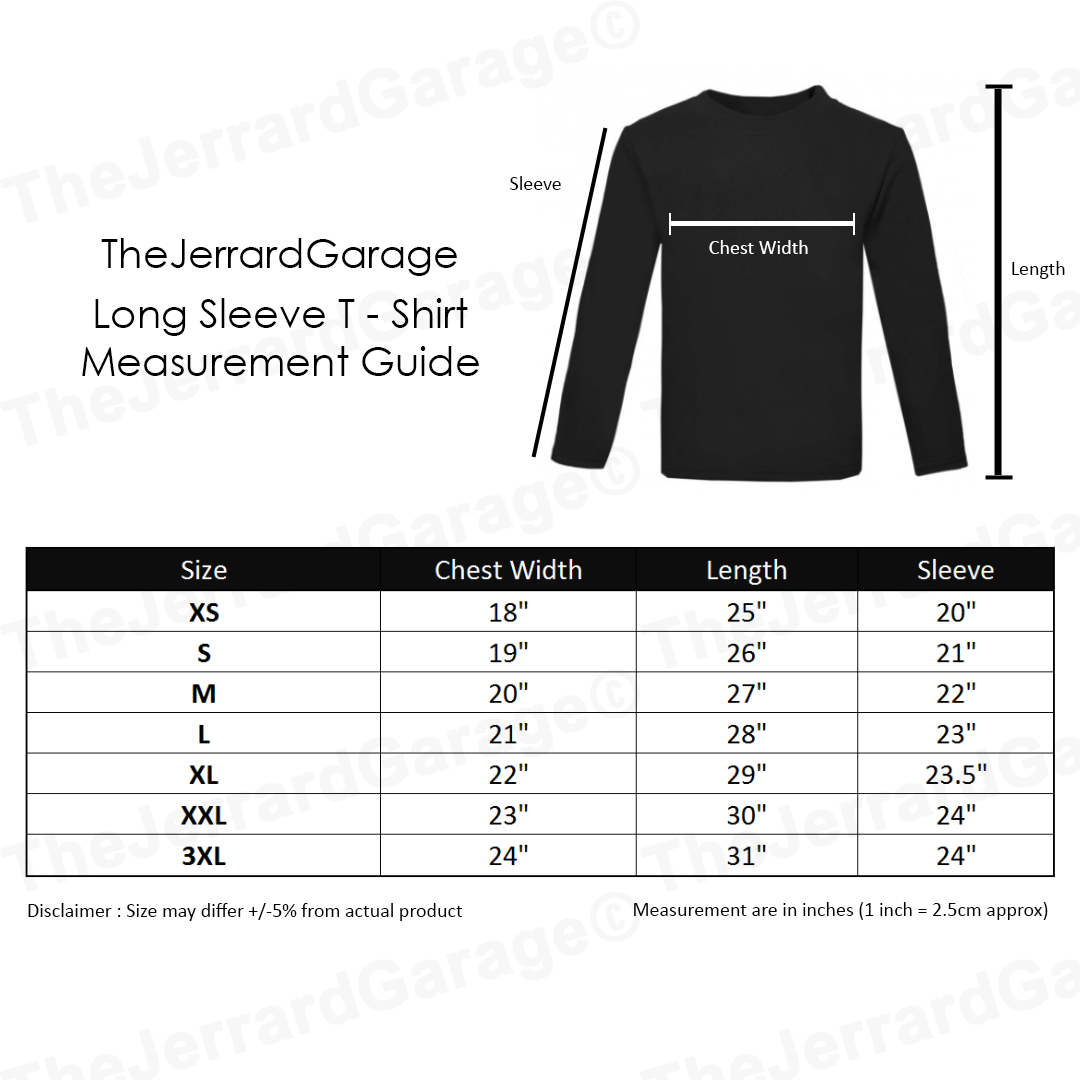 TheJerrardGarage©
TheJerrardGarage
Long Sleeve T - Shirt
Measurement Guide
Sleeve
Chest Width
Length
Size Chest Width Length Sleeve
XS 18" 25" 20"
S 19" 26" 21"
M 20" 27" 22"
L 21" 28" 23"
XL 22" 29" 23.5"
XXL 23" 30" 24"
3XL 24" 31" 24"
Disclaimer : Size may differ +/-5% from actual product
Measurement are in inches (1 inch = 2.5cm approx)